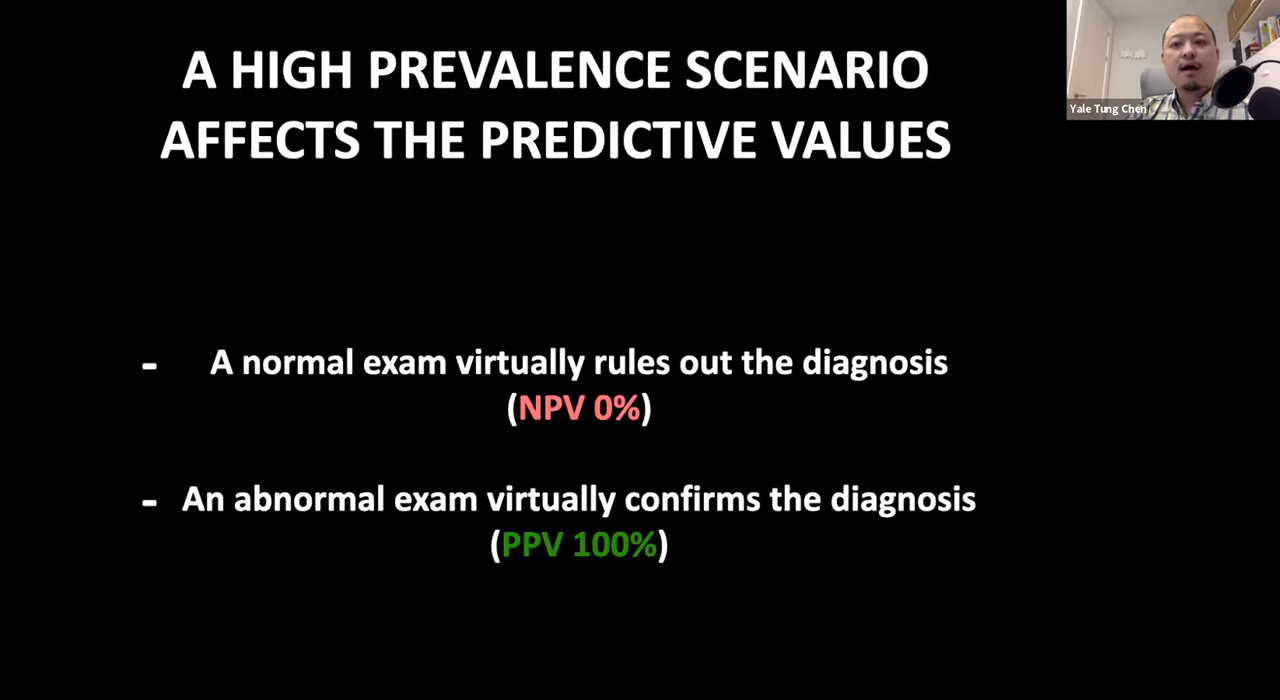 A HIGH PREVALENCE SCENARIO
AFFECTS THE PREDICTIVE VALUES
Yale Tung Chen
- A normal exam virtually rules out the diagnosis
(NPV 0%)
- An abnormal exam virtually confirms the diagnosis
(PPV 100%)